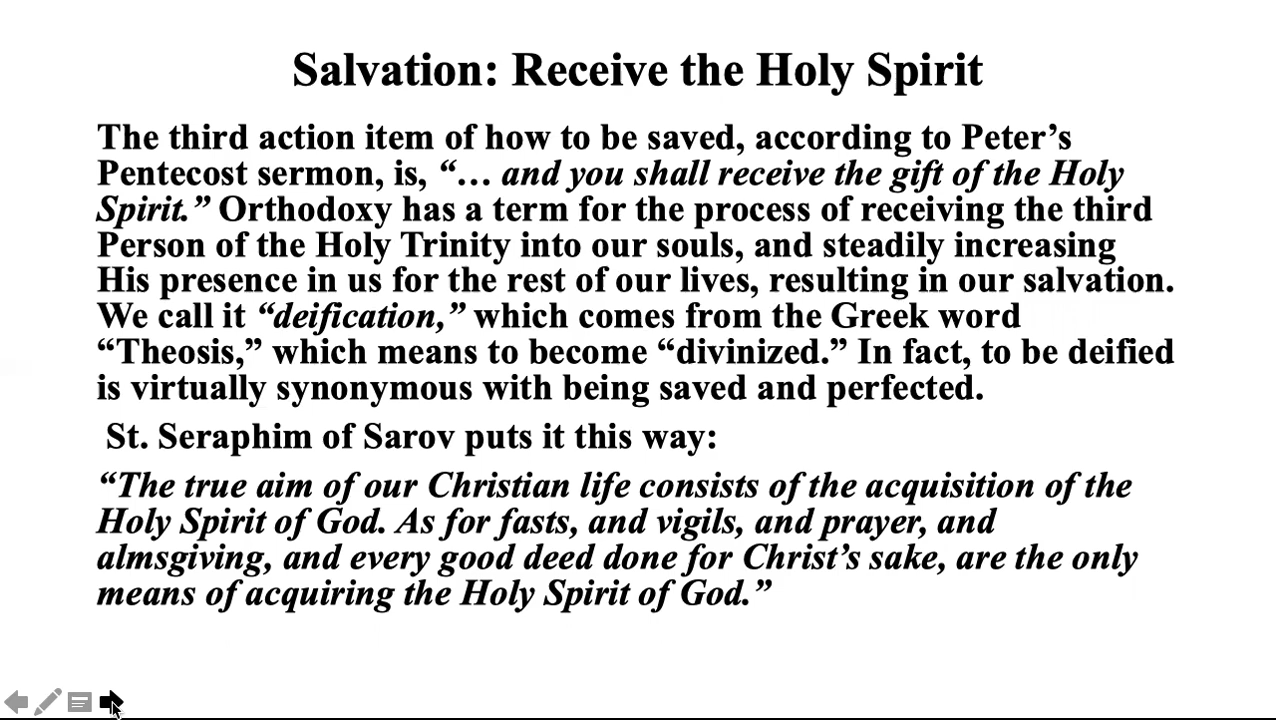 Salvation: Receive the Holy Spirit
The third action item of how to be saved, according to Peter’s
Pentecost sermon, is, “… and you shall receive the gift of the Holy
Spirit.” Orthodoxy has a term for the process of receiving the third
Person of the Holy Trinity into our souls, and steadily increasing
His presence in us for the rest of our lives, resulting in our salvation.
We call it “deification,” which comes from the Greek word
“Theosis,” which means to become “divinized.” In fact, to be deified
is virtually synonymous with being saved and perfected.
St. Seraphim of Sarov puts it this way:
“The true aim of our Christian life consists of the acquisition of the
Holy Spirit of God. As for fasts, and vigils, and prayer, and
almsgiving, and every good deed done for Christ’s sake, are the only
means of acquiring the Holy Spirit of God.”